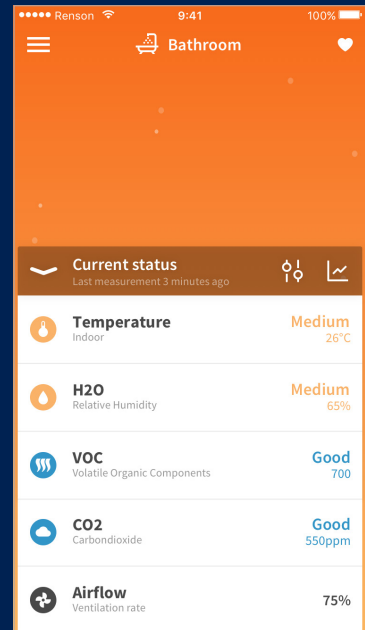 Renson 9:41 100%
Bathroom
Current status
Last measurement 3 minutes ago
Temperature Medium
Indoor 26°C
H2O Medium
Relative Humidity 65%
VOC Good
Volatile Organic Components 700
CO2 Good
Carbondioxide 550ppm
Airflow 75%
Ventilation rate